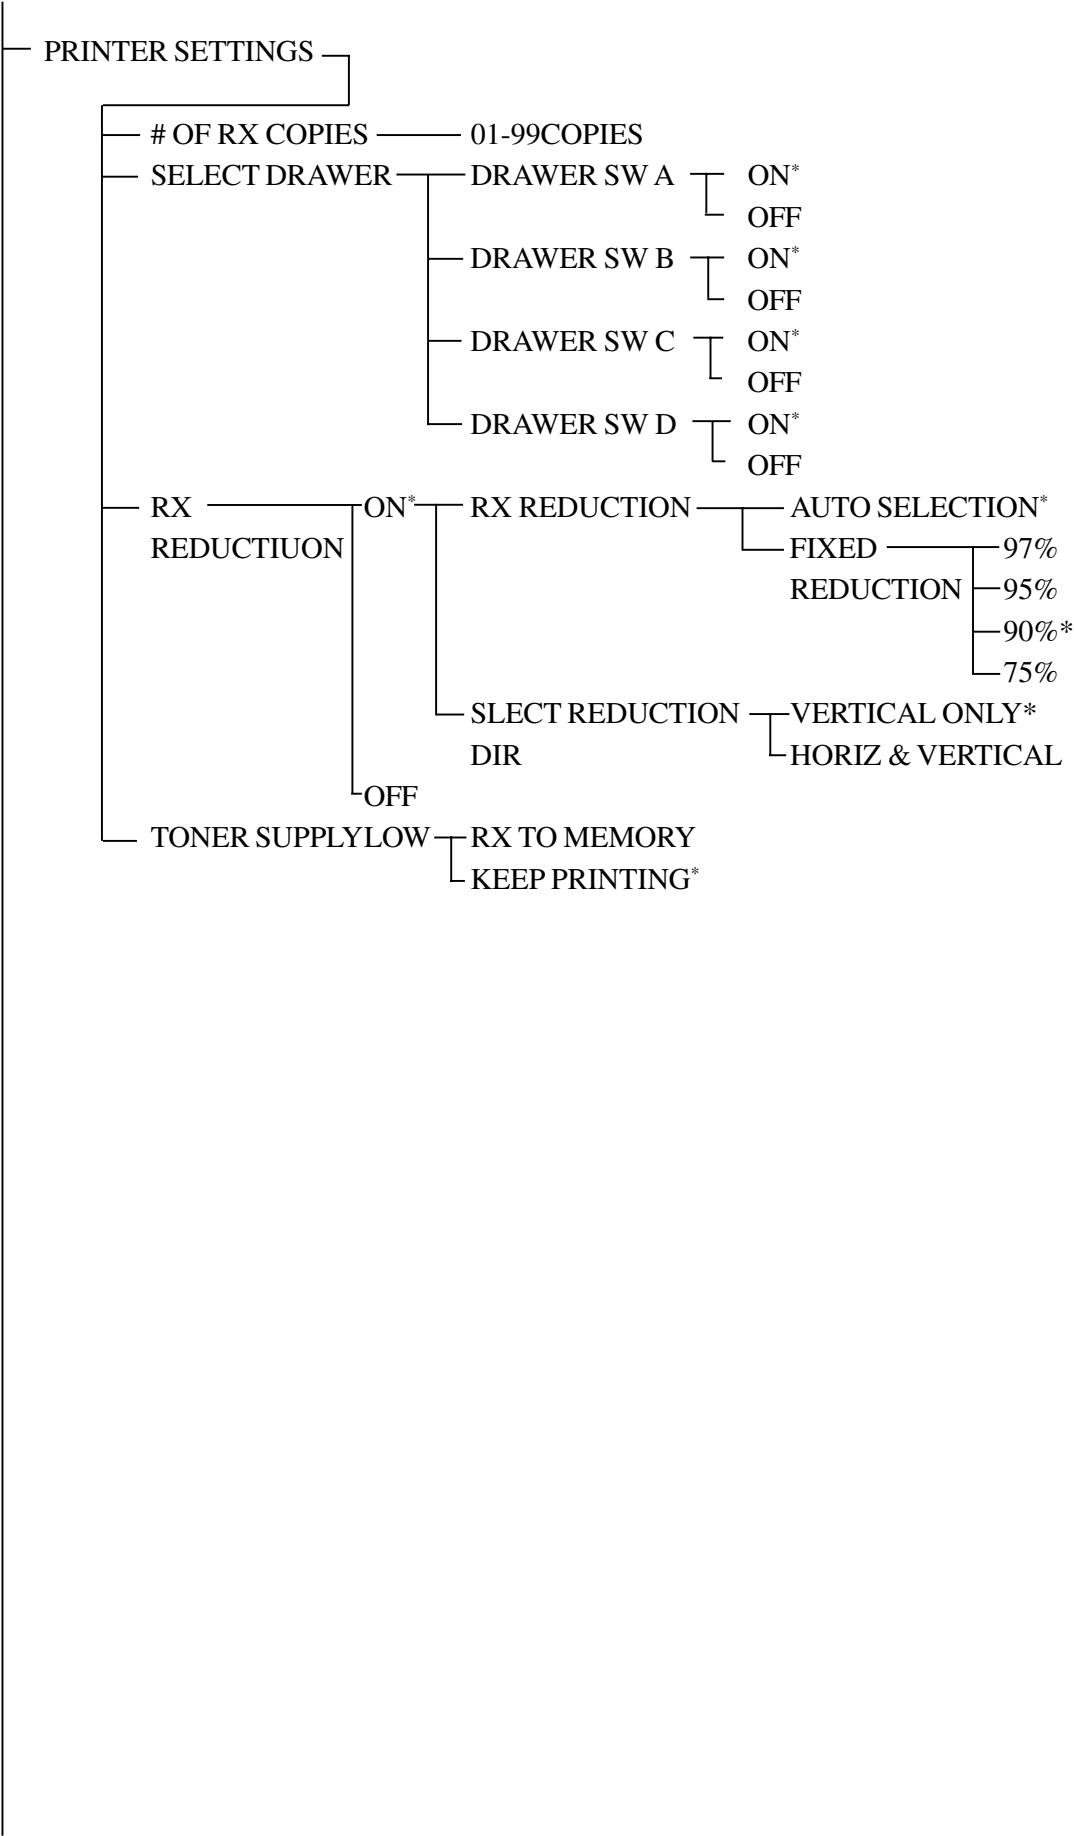 PRINTER SETTINGS
# OF RX COPIES 01-99COPIES
SELECT DRAWER DRAWER SW A ON*
OFF
DRAWER SW B ON*
OFF
DRAWER SW C ON*
OFF
DRAWER SW D ON*
OFF
RX ON* RX REDUCTION AUTO SELECTION*
REDUCTIUON FIXED 97%
REDUCTION 95%
90%*
75%
SLECT REDUCTION VERTICAL ONLY*
DIR HORIZ & VERTICAL
OFF
TONER SUPPLY LOW RX TO MEMORY
KEEP PRINTING*